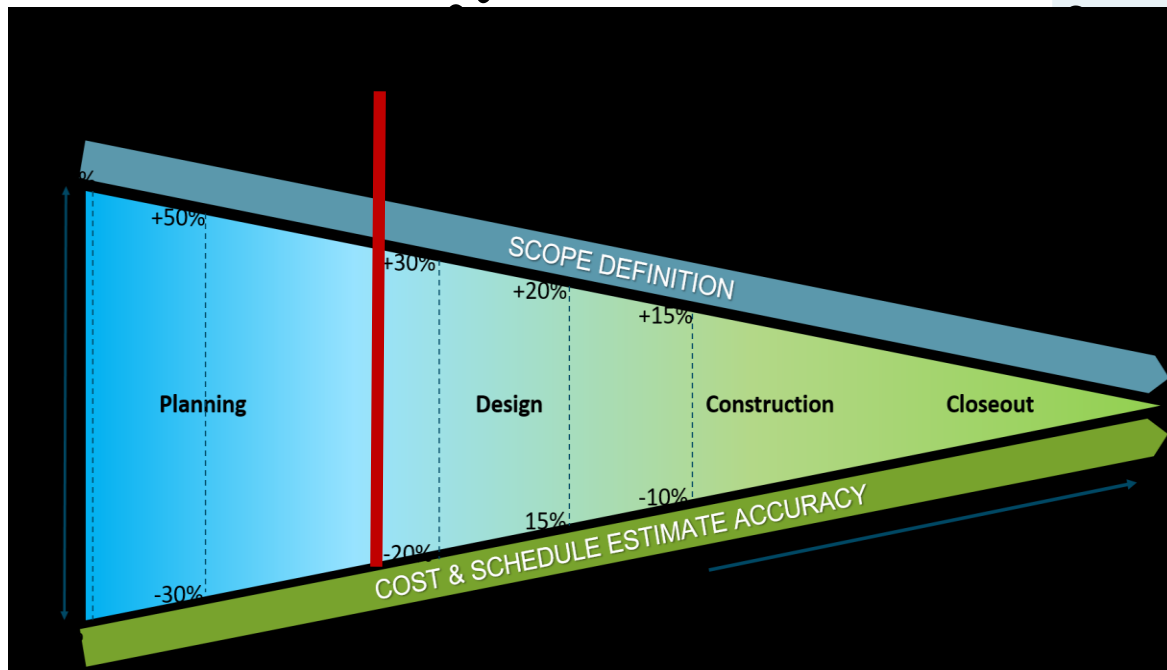 %
+50%
SCOPE DEFINITION
+30%
+20%
+15%
Planning
Design
Construction
Closeout
-10%
15%
-20%
COST & SCHEDULE ESTIMATE ACCURACY
-30%